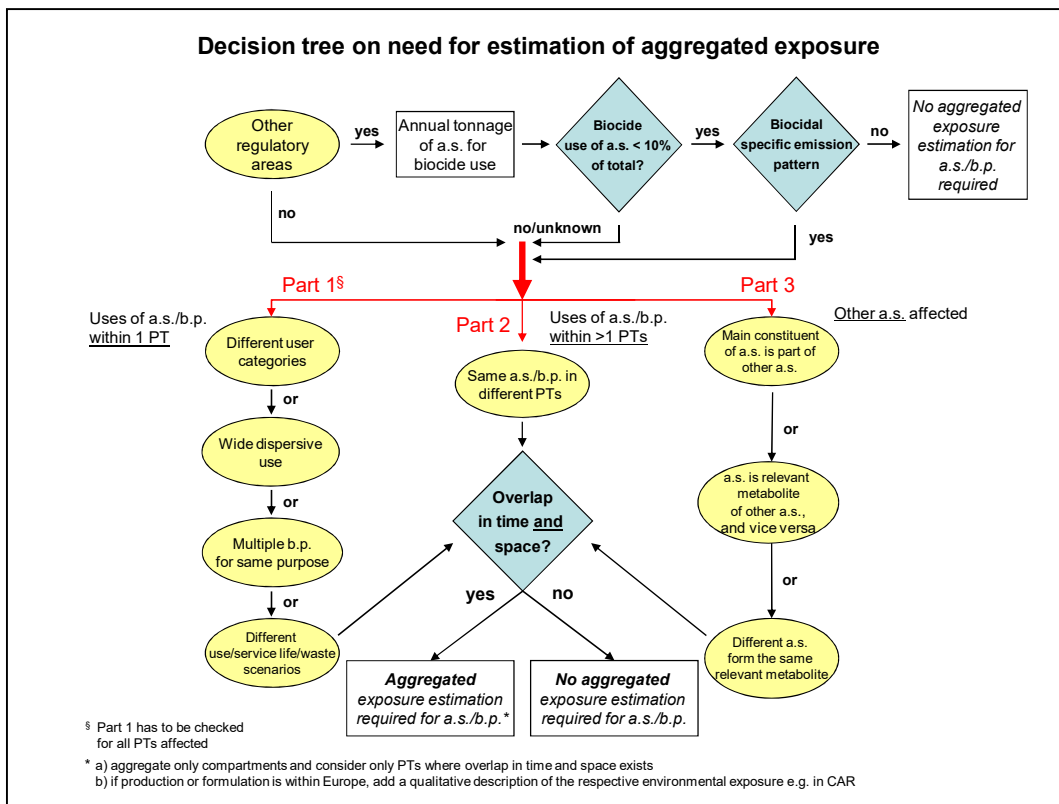 Decision tree on need for estimation of aggregated exposure
Other
regulatory
areas
yes
Annual tonnage
of a.s. for
biocide use
Biocide
use of a.s. < 10%
of total?
yes
Biocidal
specific emission
pattern
no
No aggregated
exposure
estimation for
a.s./b.p.
required
no
no/unknown
yes
Part 1§
Part 2
Part 3
Uses of a.s./b.p.
within 1 PT
Uses of a.s./b.p.
within >1 PTs
Other a.s. affected
Different user
categories
or
Wide dispersive
use
or
Multiple b.p.
for same purpose
or
Different
use/service life/waste
scenarios
Same a.s./b.p. in
different PTs
Overlap
in time and
space?
yes
no
Aggregated
exposure estimation
required for a.s./b.p.*
No aggregated
exposure estimation
required for a.s./b.p.
Main constituent
of a.s. is part of
other a.s.
or
a.s. is relevant
metabolite
of other a.s.,
and vice versa
or
Different a.s.
form the same
relevant metabolite
§ Part 1 has to be checked
for all PTs affected
* a) aggregate only compartments and consider only PTs where overlap in time and space exists
b) if production or formulation is within Europe, add a qualitative description of the respective environmental exposure e.g. in CAR